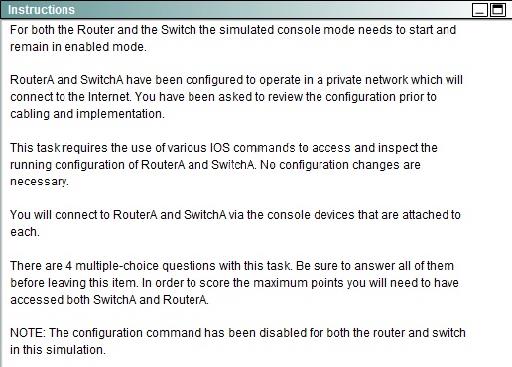 Instructions
For both the Router and the Switch the simulated console mode needs to start and
remain in enabled mode.
RouterA and SwitchA have been configured to operate in a private network which will
connect to the Internet. You have been asked to review the configuration prior to
cabling and implementation.
This task requires the use of various IOS commands to access and inspect the
running configuration of RouterA and SwitchA. No configuration changes are
necessary.
You will connect to RouterA and SwitchA via the console devices that are attached to
each.
There are 4 multiple-choice questions with this task. Be sure to answer all of them
before leaving this item. In order to score the maximum points you will need to have
accessed both SwitchA and RouterA.
NOTE: The configuration command has been disabled for both the router and switch
in this simulation.